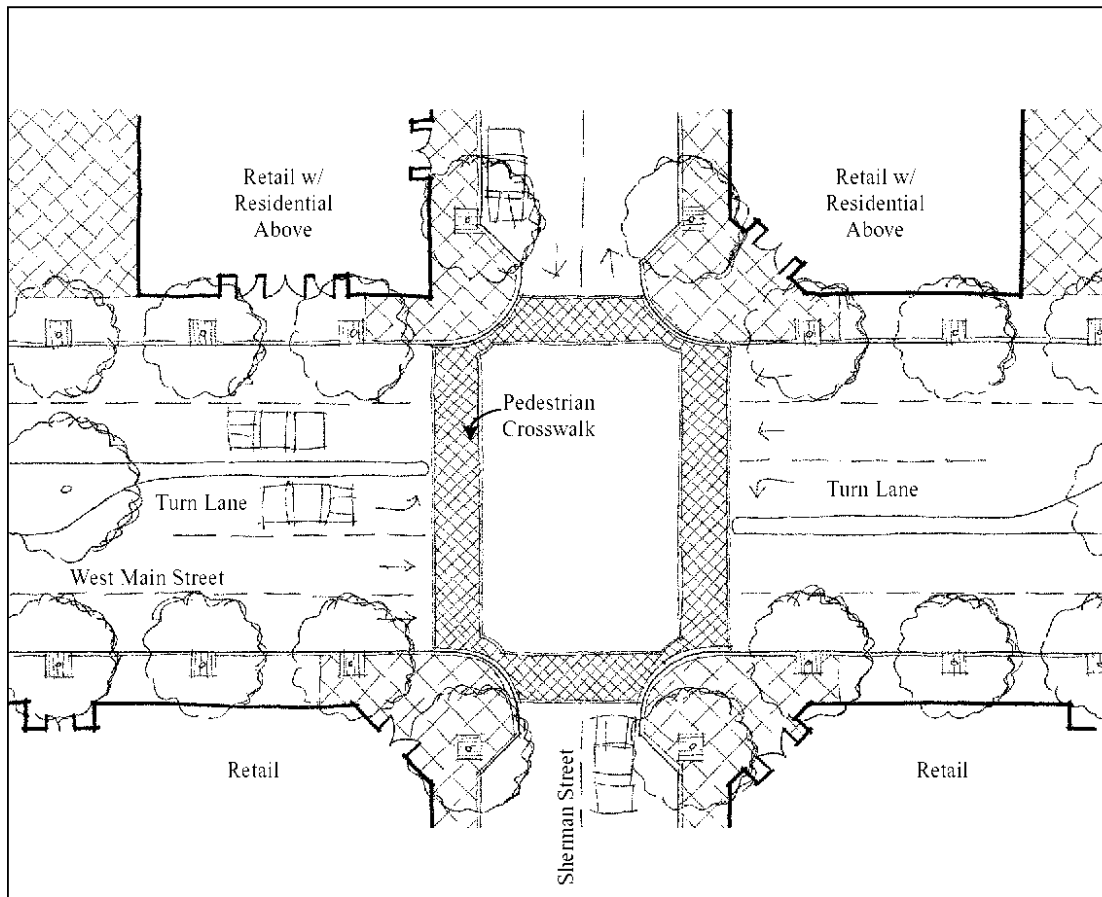 Retail w/
Residential
Above
Retail w/
Residential
Above
Pedestrian
Crosswalk
Turn Lane
Turn Lane
West Main Street
Retail
Retail
Sherman Street